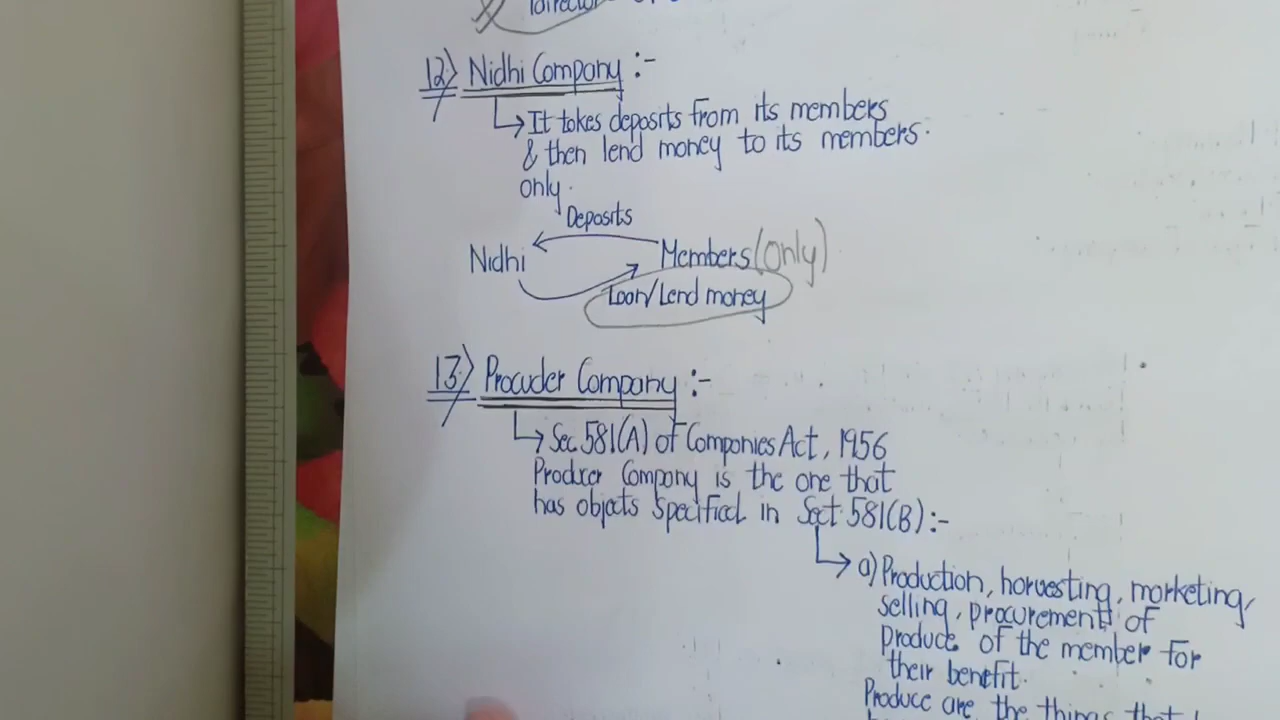 Director
12) Nidhi Company :-
It takes deposits from its members
& then lend money to its members.
only.
Deposits
Nidhi Members (Only)
Loan/Lend money
13) Procuder Company :-
Sec 581(A) of Companies Act, 1956
Producer Company is the one that
has objects specified in Sect 581(B) :-
a) Production, harvesting, marketing,
selling, procurement of
Produce of the member for
their benefit.
Produce are the things that